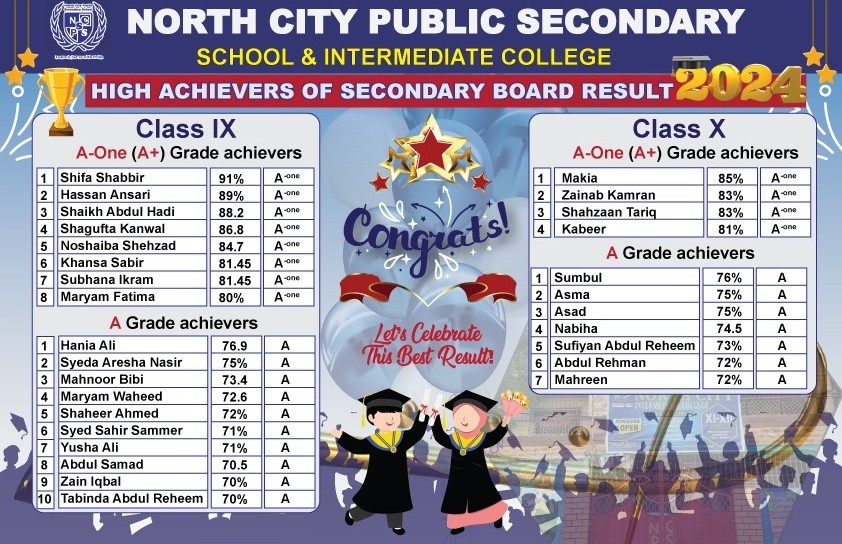 N C
P S
NORTH CITY PUBLIC SECONDARY
SCHOOL & INTERMEDIATE COLLEGE
HIGH ACHIEVERS OF SECONDARY BOARD RESULT 2024
Class IX
A-One (A+) Grade achievers
1 Shifa Shabbir 91% A-one
2 Hassan Ansari 89% A-one
3 Shaikh Abdul Hadi 88.2 A-one
4 Shagufta Kanwal 86.8 A-one
5 Noshaiba Shehzad 84.7 A-one
6 Khansa Sabir 81.45 A-one
7 Subhana Ikram 81.45 A-one
8 Maryam Fatima 80% A-one
A Grade achievers
1 Hania Ali 76.9 A
2 Syeda Aresha Nasir 75% A
3 Mahnoor Bibi 73.4 A
4 Maryam Waheed 72.6 A
5 Shaheer Ahmed 72% A
6 Syed Sahir Sammer 71% A
7 Yusha Ali 71% A
8 Abdul Samad 70.5 A
9 Zain Iqbal 70% A
10 Tabinda Abdul Reheem 70% A
Congrats!
Let's Celebrate
This Best Result!
Class X
A-One (A+) Grade achievers
1 Makia 85% A-one
2 Zainab Kamran 83% A-one
3 Shahzaan Tariq 83% A-one
4 Kabeer 81% A-one
A Grade achievers
1 Sumbul 76% A
2 Asma 75% A
3 Asad 75% A
4 Nabiha 74.5 A
5 Sufiyan Abdul Reheem 73% A
6 Abdul Rehman 72% A
7 Mahreen 72% A
NORTH CITY
XI-XII
OPEN